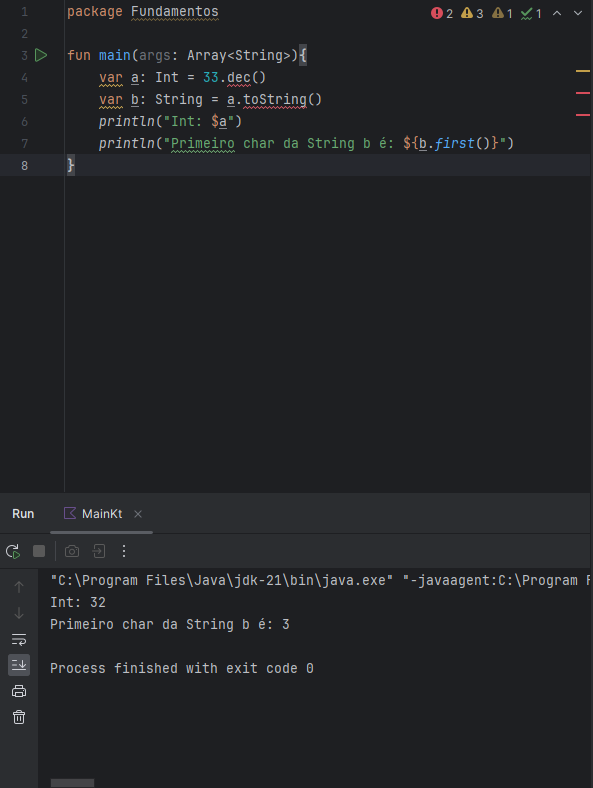 1 package Fundamentos
2 3 1 1
2
3 fun main(args: Array<String>){
4 var a: Int = 33.dec()
5 var b: String = a.toString()
6 println("Int: $a")
7 println("Primeiro char da String b é: ${b.first()}")
8 }
Run MainKt
"C:\Program Files\Java\jdk-21\bin\java.exe" "-javaagent:C:\Program F
Int: 32
Primeiro char da String b é: 3
Process finished with exit code 0